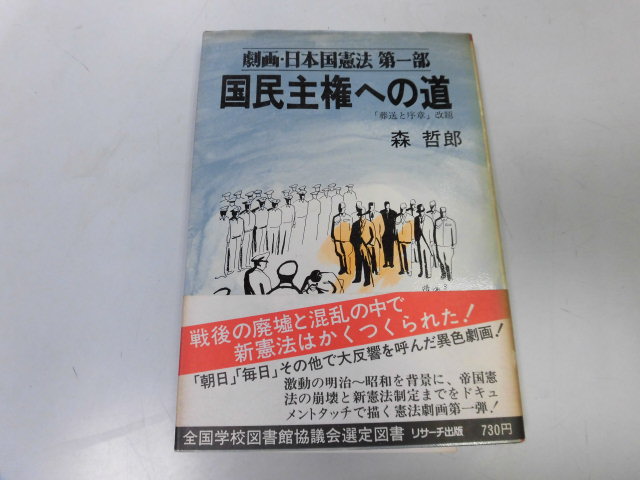 劇画・日本国憲法 第一部
国民主権への道
「葬送と序章」改題
森 哲郎
戦後の廃墟と混乱の中で
新憲法はかくつくられた!
「朝日」「毎日」その他で大反響を呼んだ異色劇画!
激動の明治〜昭和を背景に、帝国憲
法の崩壊と新憲法制定までをドキュ
メントタッチで描く憲法劇画第一弾!
全国学校図書館協議会選定図書 リサーチ出版 730円